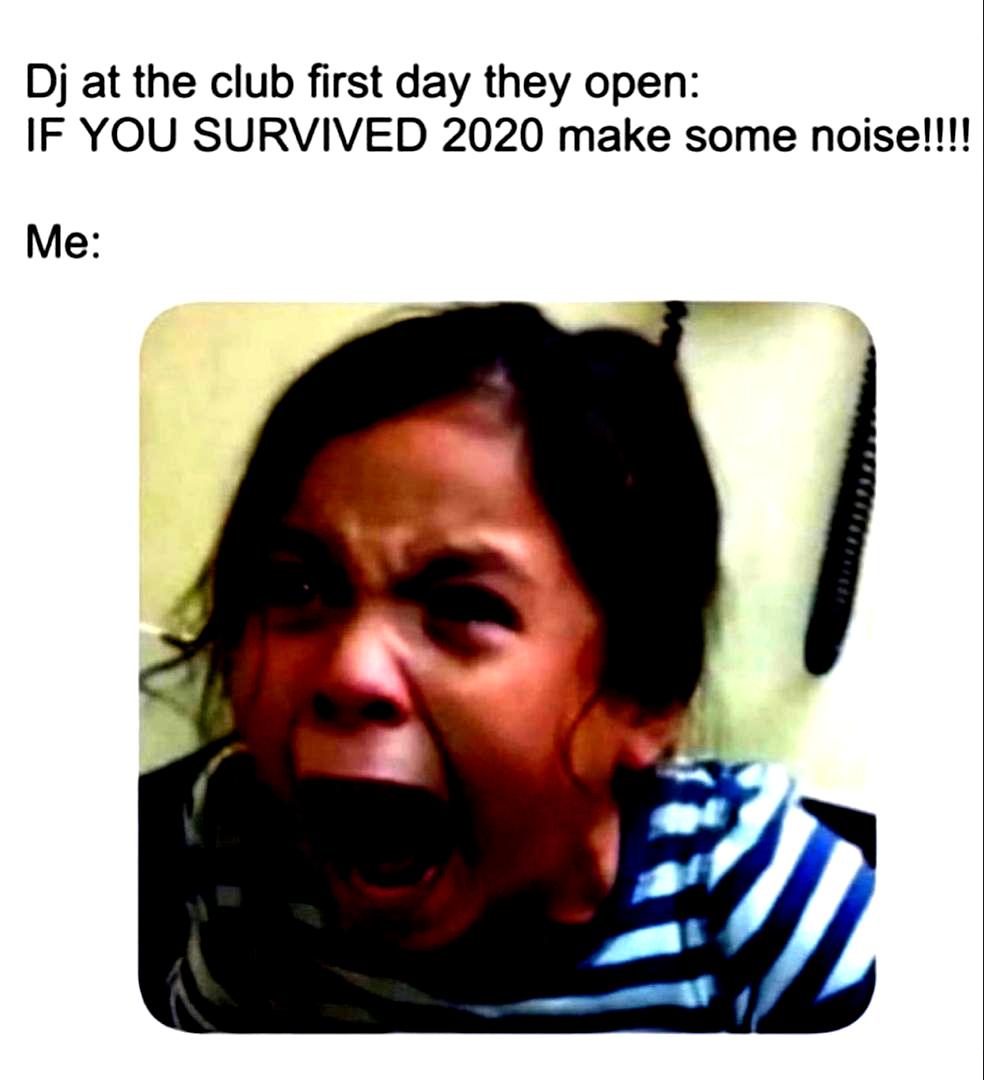 Dj at the club first day they open:
IF YOU SURVIVED 2020 make some noise!!!!
Me: